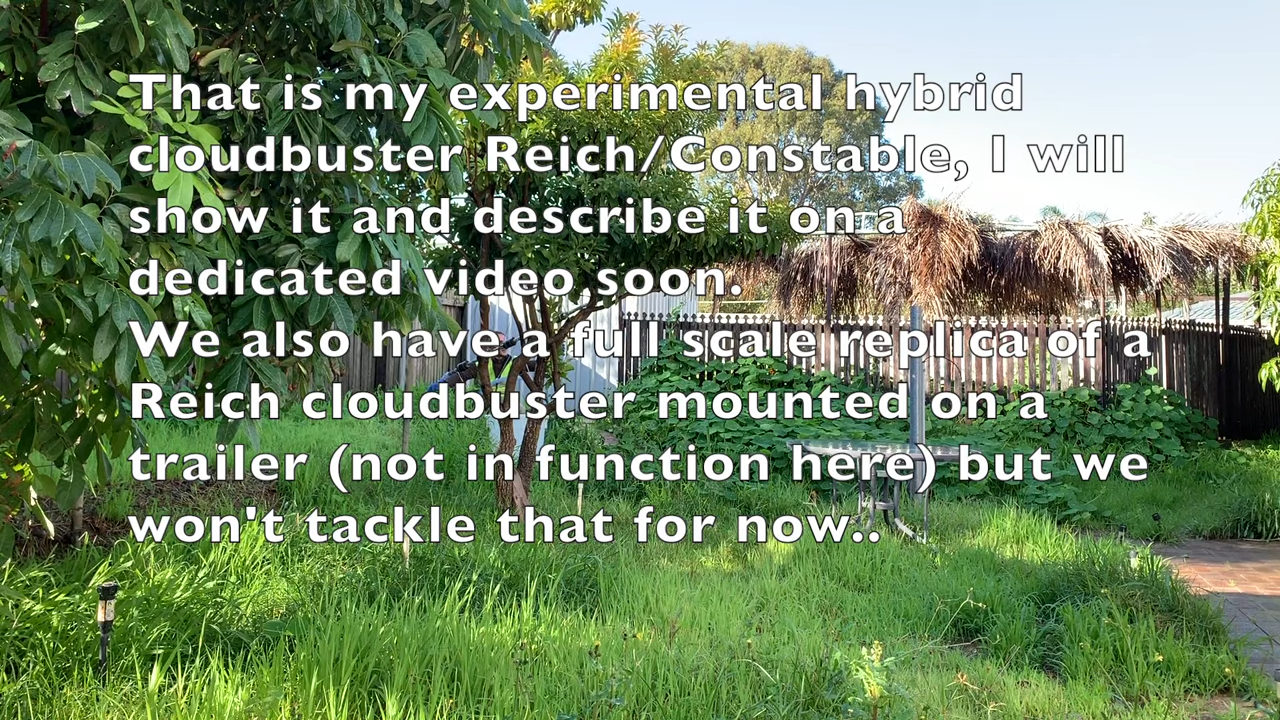 That is my experimental hybrid
cloudbuster Reich/Constable, I will
show it and describe it on a
dedicated video soon.
We also have a full scale replica of a
Reich cloudbuster mounted on a
trailer (not in function here) but we
won't tackle that for now..